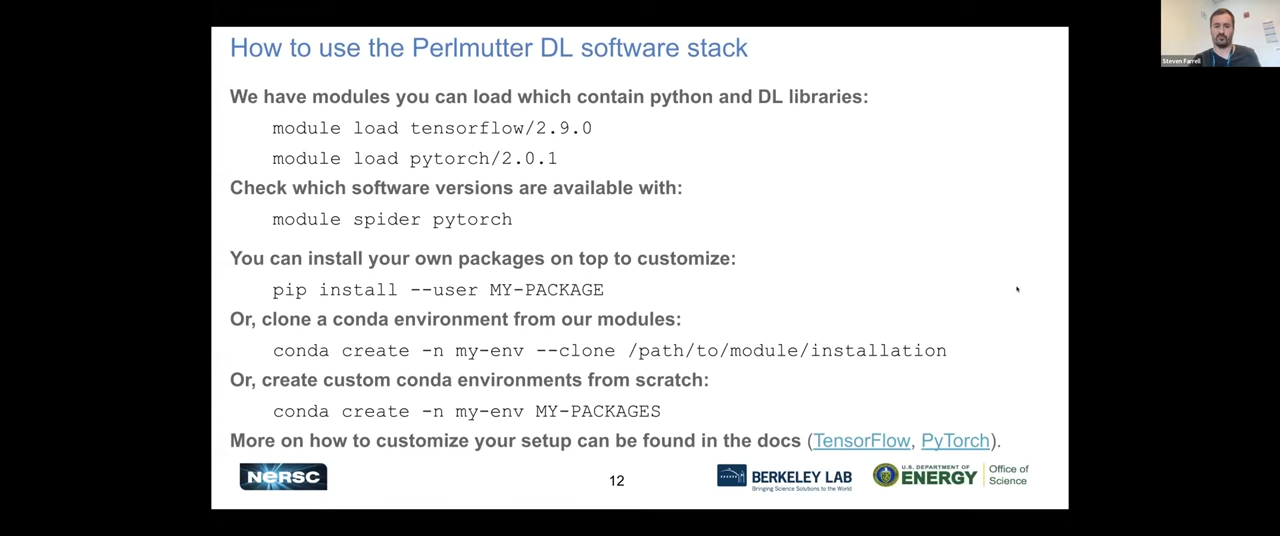 How to use the Perlmutter DL software stack
Steven Farrell
We have modules you can load which contain python and DL libraries:
module load tensorflow/2.9.0
module load pytorch/2.0.1
Check which software versions are available with:
module spider pytorch
You can install your own packages on top to customize:
pip install --user MY-PACKAGE
Or, clone a conda environment from our modules:
conda create -n my-env --clone /path/to/module/installation
Or, create custom conda environments from scratch:
conda create -n my-env MY-PACKAGES
More on how to customize your setup can be found in the docs (TensorFlow, PyTorch).
NERSC
12
BERKELEY LAB
Bringing Science Solutions to the World
U.S. DEPARTMENT OF
ENERGY
Office of
Science